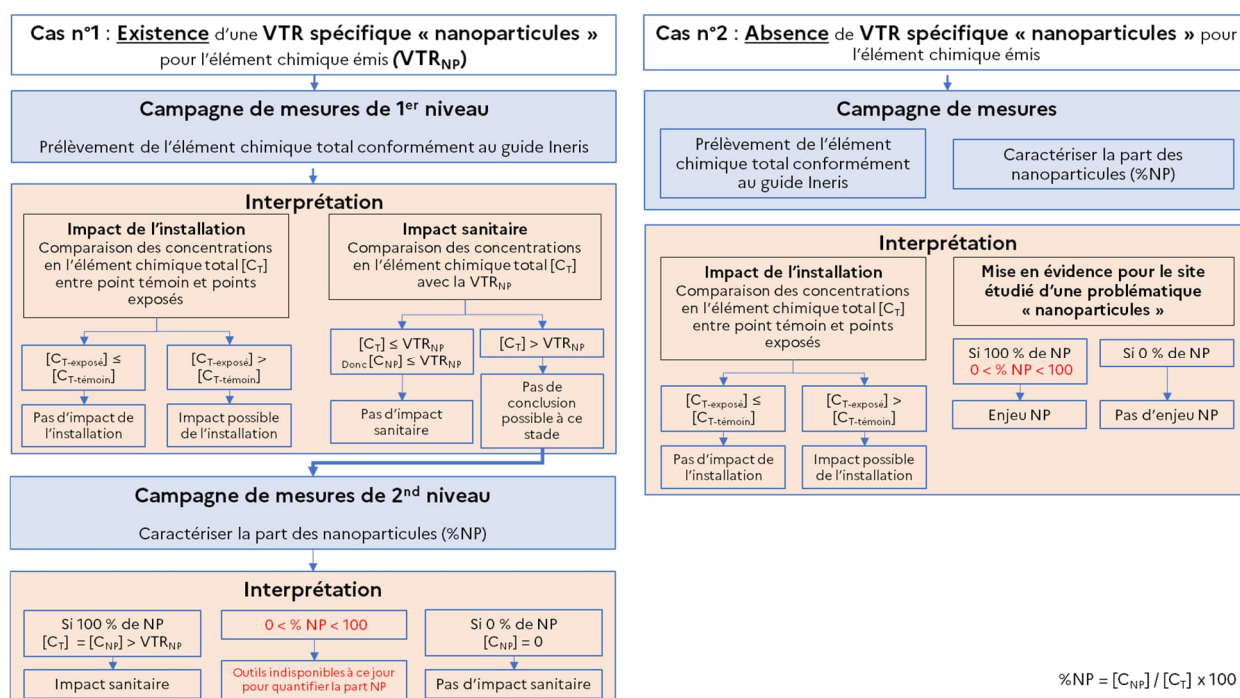 Cas n°1 : Existence d'une VTR spécifique « nanoparticules »
pour l'élément chimique émis (VTRNP)
Campagne de mesures de 1er niveau
Prélèvement de l'élément chimique total conformément au guide Ineris
Interprétation
Impact de l'installation
Comparaison des concentrations
en l'élément chimique total [CT]
entre point témoin et points
exposés
[CT-exposé] ≤
[CT-témoin]
Pas d'impact de
l'installation
[CT-exposé] >
[CT-témoin]
Impact possible
de l'installation
Impact sanitaire
Comparaison des concentrations
en l'élément chimique total [CT]
avec la VTRNP
[CT] ≤ VTRNP
Donc [CNP] ≤ VTRNP
Pas d'impact
sanitaire
[CT] > VTRNP
Pas de
conclusion
possible à ce
stade
Campagne de mesures de 2nd niveau
Caractériser la part des nanoparticules (%NP)
Interprétation
Si 100 % de NP
[CT] = [CNP] > VTRNP
Impact sanitaire
0 < % NP < 100
Outils indisponibles à ce jour
pour quantifier la part NP
Si 0 % de NP
[CNP] = 0
Pas d'impact sanitaire
Cas n°2 : Absence de VTR spécifique « nanoparticules » pour
l'élément chimique émis
Campagne de mesures
Prélèvement de l'élément
chimique total conformément
au guide Ineris
Caractériser la part des
nanoparticules (%NP)
Interprétation
Impact de l'installation
Comparaison des concentrations
en l'élément chimique total [CT]
entre point témoin et points
exposés
[CT-exposé] ≤
[CT-témoin]
Pas d'impact de
l'installation
[CT-exposé] >
[CT-témoin]
Impact possible
de l'installation
Mise en évidence pour le site
étudié d'une problématique
« nanoparticules »
Si 100 % de NP
0 < % NP < 100
Enjeu NP
Si 0 % de NP
Pas d'enjeu NP
%NP = [CNP] / [CT] x 100